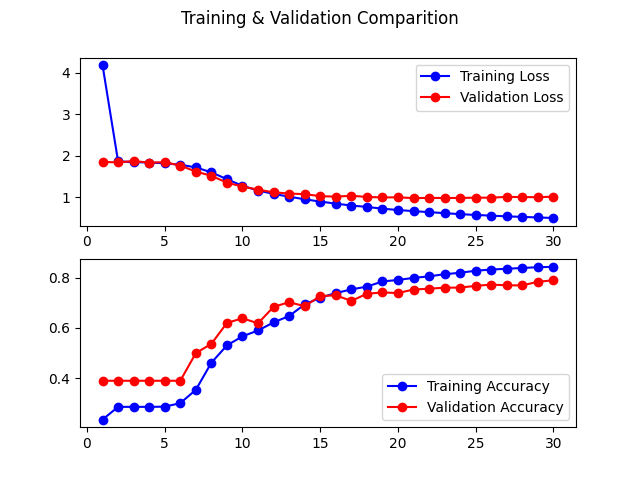 Training & Validation Comparition
4
3
2
1
Training Loss
Validation Loss
0 5 10 15 20 25 30
0.8
0.6
0.4
Training Accuracy
Validation Accuracy
0 5 10 15 20 25 30